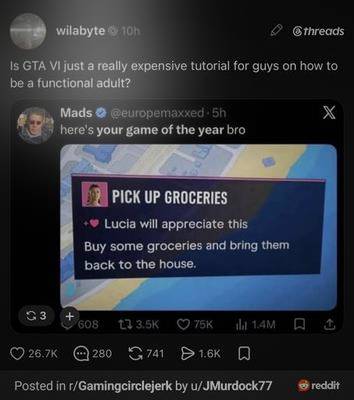 wilabyte 10h
threads
Is GTA VI just a really expensive tutorial for guys on how to
be a functional adult?
Mads @europemaxxed · 5h
X
here's your game of the year bro
PICK UP GROCERIES
+ Lucia will appreciate this
Buy some groceries and bring them
back to the house.
3
+
608 3.5K 75K 1.4M
26.7K 280 741 1.6K
Posted in r/Gamingcirclejerk by u/JMurdock77 reddit